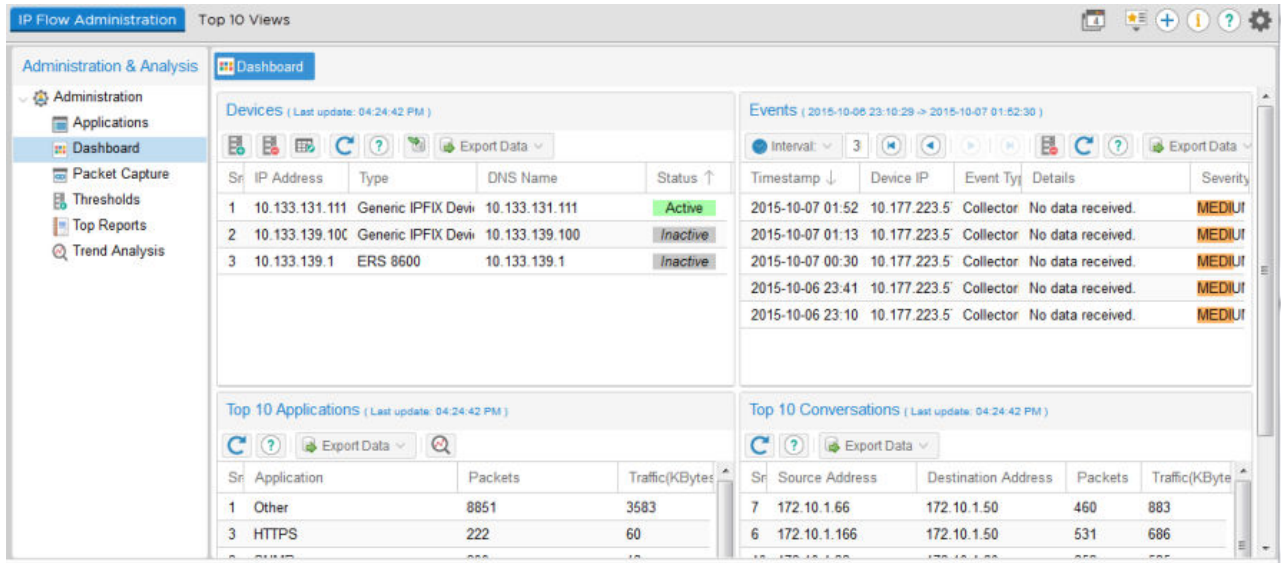 IP Flow Administration Top 10 Views
4
Administration & Analysis
Administration
Applications
Dashboard
Packet Capture
Thresholds
Top Reports
Trend Analysis
Dashboard
Devices ( Last update: 04:24:42 PM )
Export Data
Sr IP Address Type DNS Name Status
1 10.133.131.111 Generic IPFIX Devi 10.133.131.111 Active
2 10.133.139.100 Generic IPFIX Devi 10.133.139.100 Inactive
3 10.133.139.1 ERS 8600 10.133.139.1 Inactive
Events ( 2015-10-06 23:10:29 -> 2015-10-07 01:52:30 )
Interval: 3 Export Data
Timestamp Device IP Event Typ Details Severity
2015-10-07 01:52 10.177.223.5 Collector No data received. MEDIUM
2015-10-07 01:13 10.177.223.5 Collector No data received. MEDIUM
2015-10-07 00:30 10.177.223.5 Collector No data received. MEDIUM
2015-10-06 23:41 10.177.223.5 Collector No data received. MEDIUM
2015-10-06 23:10 10.177.223.5 Collector No data received. MEDIUM
Top 10 Applications ( Last update: 04:24:42 PM )
Export Data
Sr Application Packets Traffic(KBytes
1 Other 8851 3583
3 HTTPS 222 60
Top 10 Conversations ( Last update: 04:24:42 PM )
Export Data
Sr Source Address Destination Address Packets Traffic(KByte
7 172.10.1.66 172.10.1.50 460 883
6 172.10.1.166 172.10.1.50 531 686